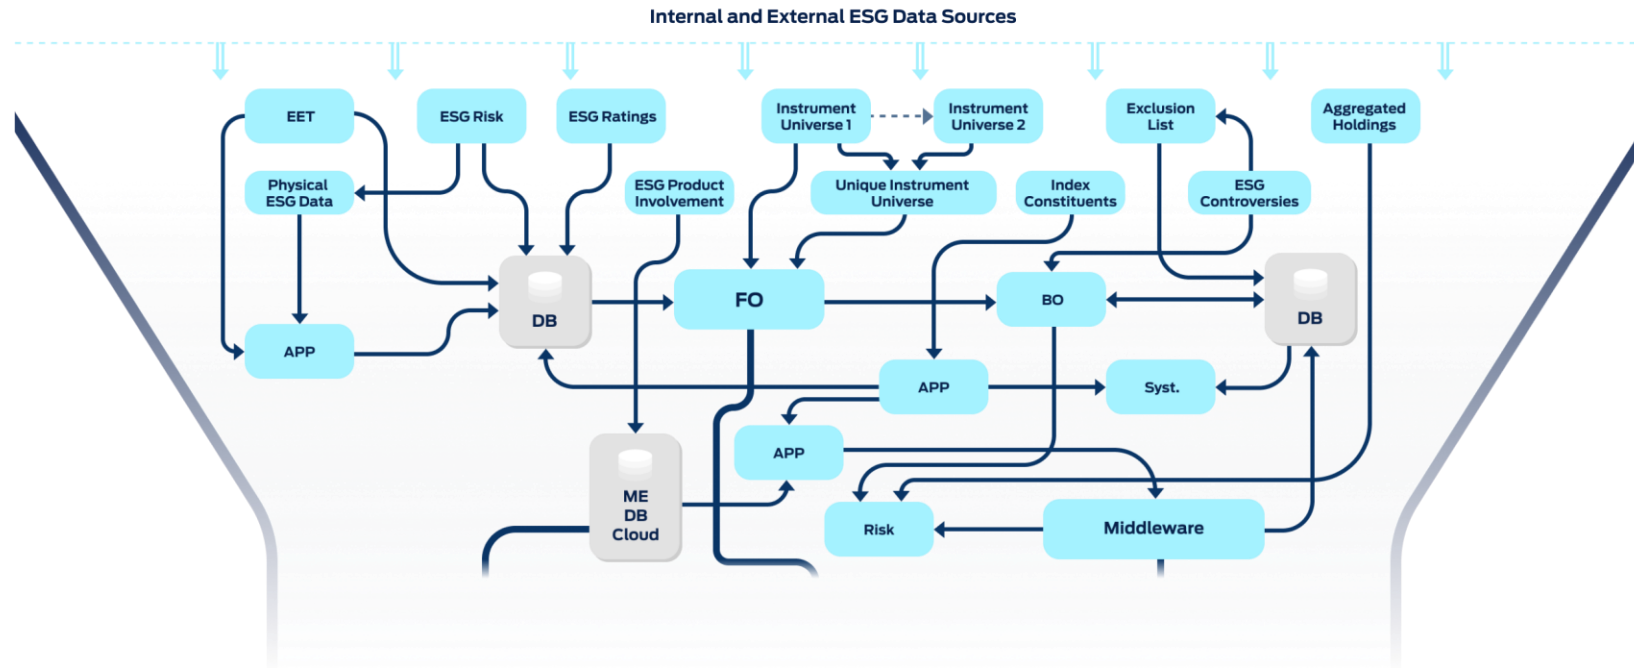 Internal and External ESG Data Sources
EET
ESG Risk
ESG Ratings
Instrument
Universe 1
Instrument
Universe 2
Exclusion
List
Aggregated
Holdings
Physical
ESG Data
ESG Product
Involvement
Unique Instrument
Universe
Index
Constituents
ESG
Controversies
DB
FO
BO
DB
APP
APP
Syst.
APP
ME
DB
Cloud
Risk
Middleware